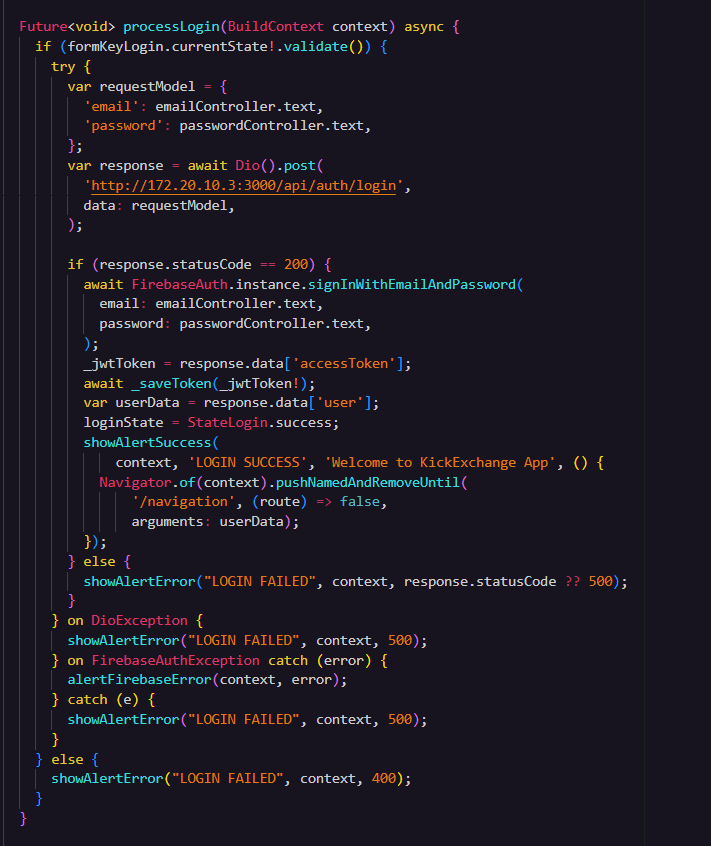 Future<void> processLogin(BuildContext context) async {
  if (formKeyLogin.currentState!.validate()) {
    try {
      var requestModel = {
        'email': emailController.text,
        'password': passwordController.text,
      };
      var response = await Dio().post(
        'http://172.20.10.3:3000/api/auth/login',
        data: requestModel,
      );

      if (response.statusCode == 200) {
        await FirebaseAuth.instance.signInWithEmailAndPassword(
          email: emailController.text,
          password: passwordController.text,
        );
        _jwtToken = response.data['accessToken'];
        await _saveToken(_jwtToken!);
        var userData = response.data['user'];
        loginState = StateLogin.success;
        showAlertSuccess(
            context, 'LOGIN SUCCESS', 'Welcome to KickExchange App', () {
          Navigator.of(context).pushNamedAndRemoveUntil(
              '/navigation', (route) => false,
              arguments: userData);
        });
      } else {
        showAlertError("LOGIN FAILED", context, response.statusCode ?? 500);
      }
    } on DioException {
      showAlertError("LOGIN FAILED", context, 500);
    } on FirebaseAuthException catch (error) {
      alertFirebaseError(context, error);
    } catch (e) {
      showAlertError("LOGIN FAILED", context, 500);
    }
  } else {
    showAlertError("LOGIN FAILED", context, 400);
  }
}